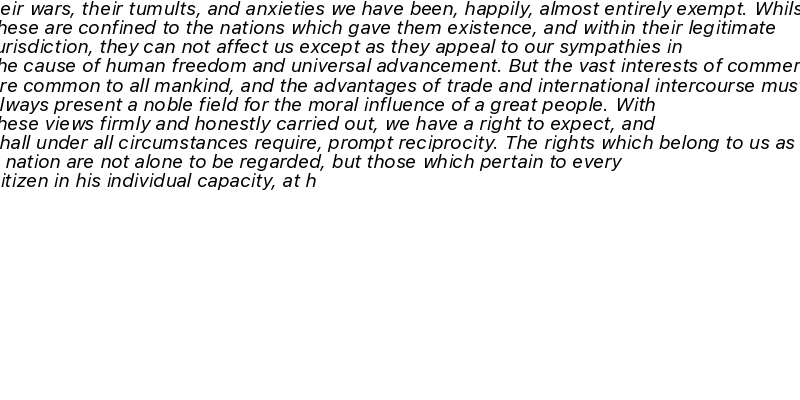 eir wars, their tumults, and anxieties we have been, happily, almost entirely exempt. Whils
hese are confined to the nations which gave them existence, and within their legitimate
urisdiction, they can not affect us except as they appeal to our sympathies in
he cause of human freedom and universal advancement. But the vast interests of commer
re common to all mankind, and the advantages of trade and international intercourse mus
lways present a noble field for the moral influence of a great people. With
hese views firmly and honestly carried out, we have a right to expect, and
hall under all circumstances require, prompt reciprocity. The rights which belong to us as
nation are not alone to be regarded, but those which pertain to every
itizen in his individual capacity, at h